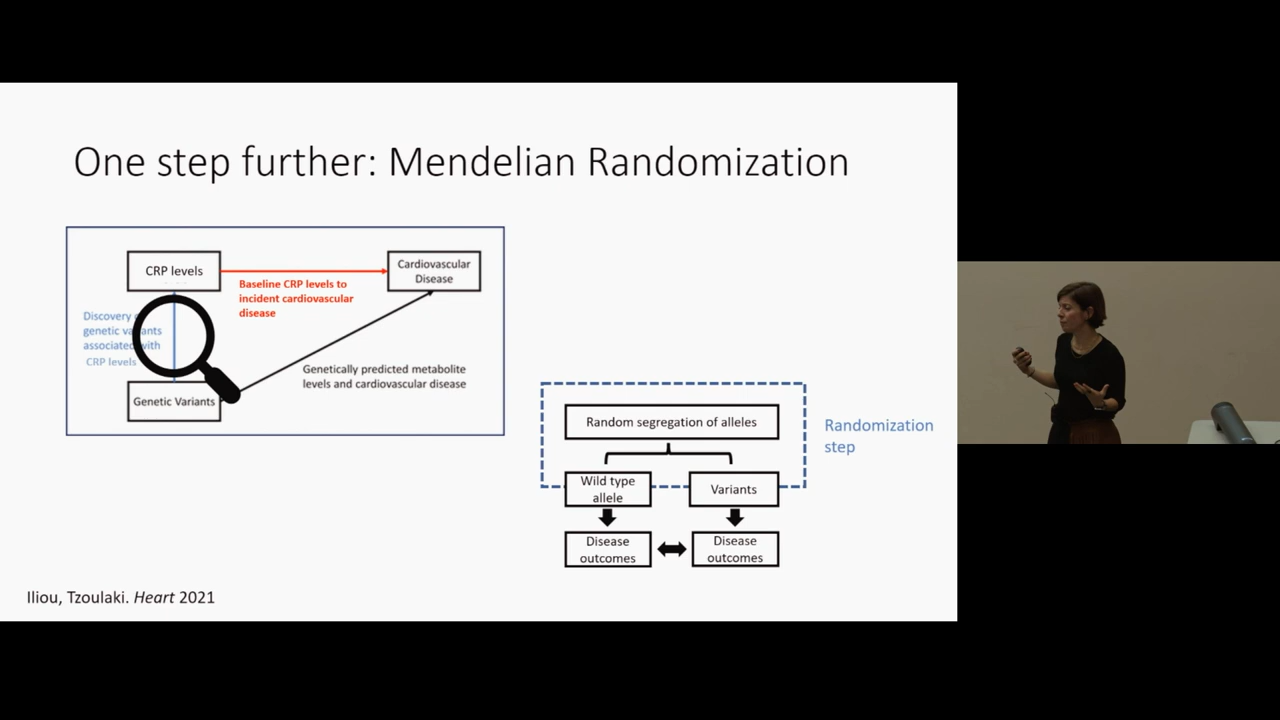 One step further: Mendelian Randomization
CRP levels
Cardiovascular
Disease
Baseline CRP levels to
incident cardiovascular
disease
Discovery
genetic variants
associated with
CRP levels
Genetically predicted metabolite
levels and cardiovascular disease
Genetic Variants
Random segregation of alleles
Randomization
step
Wild type
allele
Variants
Disease
outcomes
Disease
outcomes
Iliou, Tzoulaki. Heart 2021